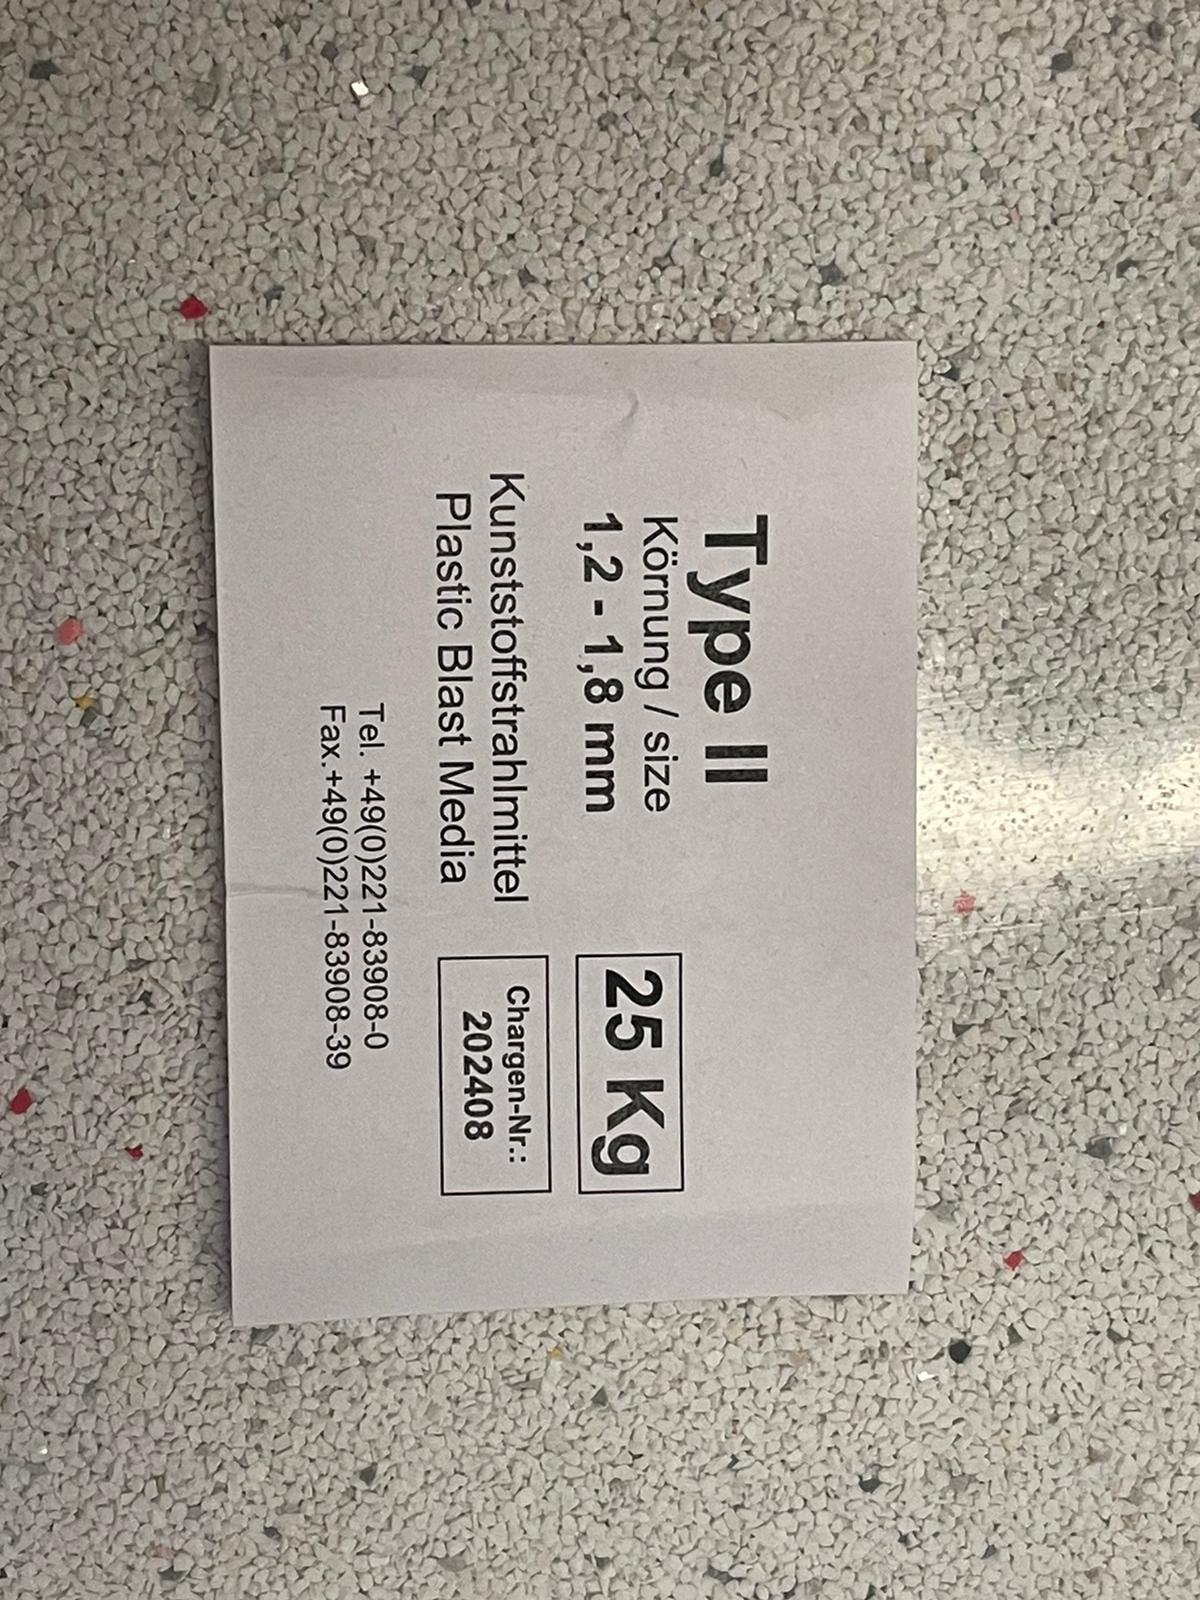 Type II
Körnung / size
1,2 - 1,8 mm
25 Kg
Kunststoffstrahlmittel
Plastic Blast Media
Chargen-Nr.:
202408
Tel. +49(0)221-83908-0
Fax.+49(0)221-83908-39